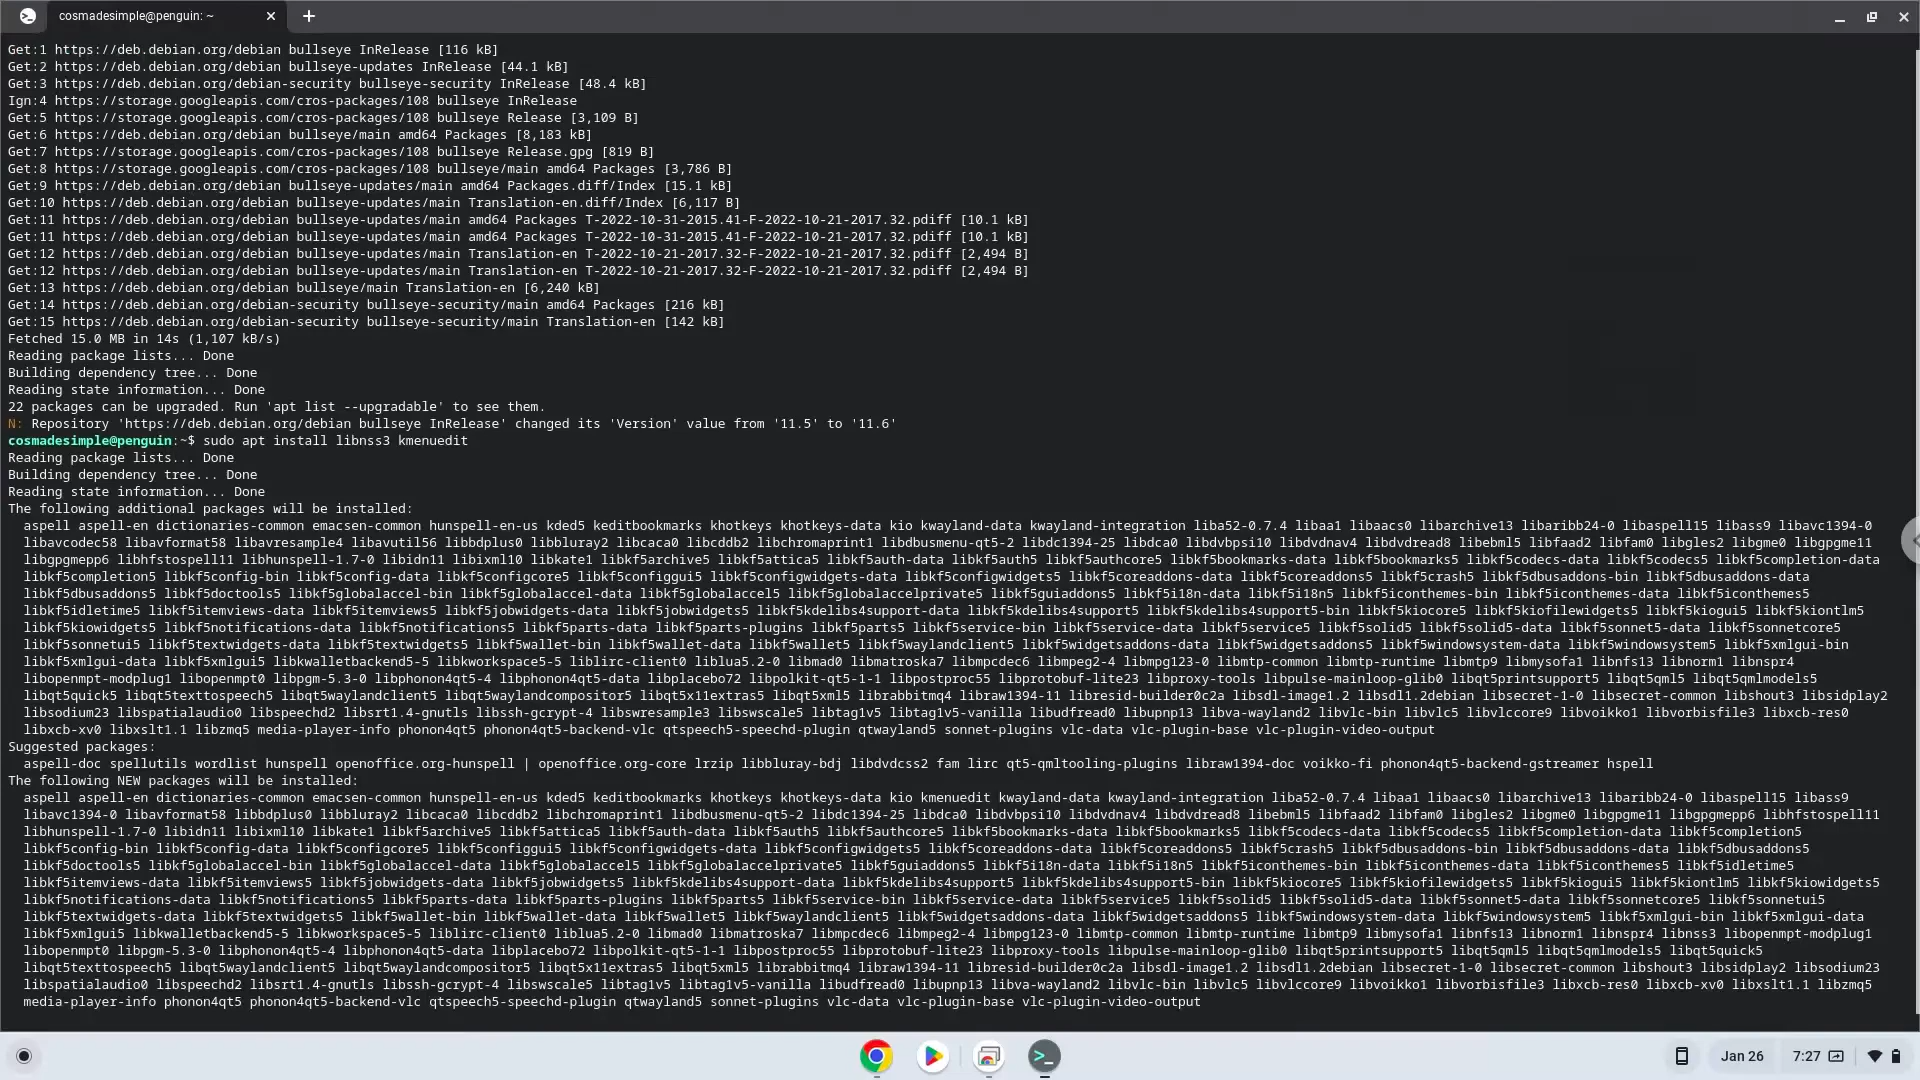 cosmadesimple@penguin: ~
Get:1 https://deb.debian.org/debian bullseye InRelease [116 kB]
Get:2 https://deb.debian.org/debian bullseye-updates InRelease [44.1 kB]
Get:3 https://deb.debian.org/debian-security bullseye-security InRelease [48.4 kB]
Ign:4 https://storage.googleapis.com/cros-packages/108 bullseye InRelease
Get:5 https://storage.googleapis.com/cros-packages/108 bullseye Release [3,109 B]
Get:6 https://deb.debian.org/debian bullseye/main amd64 Packages [8,183 kB]
Get:7 https://storage.googleapis.com/cros-packages/108 bullseye Release.gpg [819 B]
Get:8 https://storage.googleapis.com/cros-packages/108 bullseye/main amd64 Packages [3,786 B]
Get:9 https://deb.debian.org/debian bullseye-updates/main amd64 Packages.diff/Index [15.1 kB]
Get:10 https://deb.debian.org/debian bullseye-updates/main Translation-en.diff/Index [6,117 B]
Get:11 https://deb.debian.org/debian bullseye-updates/main amd64 Packages T-2022-10-31-2015.41-F-2022-10-21-2017.32.pdiff [10.1 kB]
Get:11 https://deb.debian.org/debian bullseye-updates/main amd64 Packages T-2022-10-31-2015.41-F-2022-10-21-2017.32.pdiff [10.1 kB]
Get:12 https://deb.debian.org/debian bullseye-updates/main Translation-en T-2022-10-21-2017.32-F-2022-10-21-2017.32.pdiff [2,494 B]
Get:12 https://deb.debian.org/debian bullseye-updates/main Translation-en T-2022-10-21-2017.32-F-2022-10-21-2017.32.pdiff [2,494 B]
Get:13 https://deb.debian.org/debian bullseye/main Translation-en [6,240 kB]
Get:14 https://deb.debian.org/debian-security bullseye-security/main amd64 Packages [216 kB]
Get:15 https://deb.debian.org/debian-security bullseye-security/main Translation-en [142 kB]
Fetched 15.0 MB in 14s (1,107 kB/s)
Reading package lists... Done
Building dependency tree... Done
Reading state information... Done
22 packages can be upgraded. Run 'apt list --upgradable' to see them.
N: Repository 'https://deb.debian.org/debian bullseye InRelease' changed its 'Version' value from '11.5' to '11.6'
cosmadesimple@penguin:~$ sudo apt install libnss3 kmenuedit
Reading package lists... Done
Building dependency tree... Done
Reading state information... Done
The following additional packages will be installed:
aspell aspell-en dictionaries-common emacsen-common hunspell-en-us kded5 keditbookmarks khotkeys khotkeys-data kio kwayland-data kwayland-integration liba52-0.7.4 libaa1 libaacs0 libarchive13 libaribb24-0 libaspell15 libass9 libavc1394-0
libavcodec58 libavformat58 libavresample4 libavutil56 libbdplus0 libbluray2 libcaca0 libcddb2 libchromaprint1 libdbusmenu-qt5-2 libdc1394-25 libdca0 libdvbpsi10 libdvdnav4 libdvdread8 libebml5 libfaad2 libfam0 libgles2 libgme0 libgpgme11
libgpgmepp6 libhfstospell11 libhunspell-1.7-0 libidn11 libixml10 libkate1 libkf5archive5 libkf5attica5 libkf5auth-data libkf5auth5 libkf5authcore5 libkf5bookmarks-data libkf5bookmarks5 libkf5codecs-data libkf5codecs5 libkf5completion-data
libkf5completion5 libkf5config-bin libkf5config-data libkf5configcore5 libkf5configgui5 libkf5configwidgets-data libkf5configwidgets5 libkf5coreaddons-data libkf5coreaddons5 libkf5crash5 libkf5dbusaddons-bin libkf5dbusaddons-data
libkf5dbusaddons5 libkf5doctools5 libkf5globalaccel-bin libkf5globalaccel-data libkf5globalaccel5 libkf5globalaccelprivate5 libkf5guiaddons5 libkf5i18n-data libkf5i18n5 libkf5iconthemes-bin libkf5iconthemes-data libkf5iconthemes5
libkf5idletime5 libkf5itemviews-data libkf5itemviews5 libkf5jobwidgets-data libkf5jobwidgets5 libkf5kdelibs4support-data libkf5kdelibs4support5 libkf5kdelibs4support5-bin libkf5kiocore5 libkf5kiofilewidgets5 libkf5kiogui5 libkf5kiontlm5
libkf5kiowidgets5 libkf5notifications-data libkf5notifications5 libkf5parts-data libkf5parts-plugins libkf5parts5 libkf5service-bin libkf5service-data libkf5service5 libkf5solid5 libkf5solid5-data libkf5sonnet5-data libkf5sonnetcore5
libkf5sonnetui5 libkf5textwidgets-data libkf5textwidgets5 libkf5wallet-bin libkf5wallet-data libkf5wallet5 libkf5waylandclient5 libkf5widgetsaddons-data libkf5widgetsaddons5 libkf5windowsystem-data libkf5windowsystem5 libkf5xmlgui-bin
libkf5xmlgui-data libkf5xmlgui5 libkwalletbackend5-5 libkworkspace5-5 liblirc-client0 liblua5.2-0 libmad0 libmatroska7 libmpcdec6 libmpeg2-4 libmpg123-0 libmtp-common libmtp-runtime libmtp9 libmysofa1 libnfs13 libnorm1 libnspr4
libopenmpt-modplug1 libopenmpt0 libpgm-5.3-0 libphonon4qt5-4 libphonon4qt5-data libplacebo72 libpolkit-qt5-1-1 libpostproc55 libprotobuf-lite23 libproxy-tools libpulse-mainloop-glib0 libqt5printsupport5 libqt5qml5 libqt5qmlmodels5
libqt5quick5 libqt5texttospeech5 libqt5waylandclient5 libqt5waylandcompositor5 libqt5x11extras5 libqt5xml5 librabbitmq4 libraw1394-11 libresid-builder0c2a libsdl-image1.2 libsdl1.2debian libsecret-1-0 libsecret-common libshout3 libsidplay2
libsodium23 libspatialaudio0 libspeechd2 libsrt1.4-gnutls libssh-gcrypt-4 libswresample3 libswscale5 libtag1v5 libtag1v5-vanilla libudfread0 libupnp13 libva-wayland2 libvlc-bin libvlc5 libvlccore9 libvoikko1 libvorbisfile3 libxcb-res0
libxcb-xv0 libxslt1.1 libzmq5 media-player-info phonon4qt5 phonon4qt5-backend-vlc qtspeech5-speechd-plugin qtwayland5 sonnet-plugins vlc-data vlc-plugin-base vlc-plugin-video-output
Suggested packages:
aspell-doc spellutils wordlist hunspell openoffice.org-hunspell | openoffice.org-core lrzip libbluray-bdj libdvdcss2 fam lirc qt5-qmltooling-plugins libraw1394-doc voikko-fi phonon4qt5-backend-gstreamer hspell
The following NEW packages will be installed:
aspell aspell-en dictionaries-common emacsen-common hunspell-en-us kded5 keditbookmarks khotkeys khotkeys-data kio kmenuedit kwayland-data kwayland-integration liba52-0.7.4 libaa1 libaacs0 libarchive13 libaribb24-0 libaspell15 libass9
libavc1394-0 libavformat58 libbdplus0 libbluray2 libcaca0 libcddb2 libchromaprint1 libdbusmenu-qt5-2 libdc1394-25 libdca0 libdvbpsi10 libdvdnav4 libdvdread8 libebml5 libfaad2 libfam0 libgles2 libgme0 libgpgme11 libgpgmepp6 libhfstospell11
libhunspell-1.7-0 libidn11 libixml10 libkate1 libkf5archive5 libkf5attica5 libkf5auth-data libkf5auth5 libkf5authcore5 libkf5bookmarks-data libkf5bookmarks5 libkf5codecs-data libkf5codecs5 libkf5completion-data libkf5completion5
libkf5config-bin libkf5config-data libkf5configcore5 libkf5configgui5 libkf5configwidgets-data libkf5configwidgets5 libkf5coreaddons-data libkf5coreaddons5 libkf5crash5 libkf5dbusaddons-bin libkf5dbusaddons-data libkf5dbusaddons5
libkf5doctools5 libkf5globalaccel-bin libkf5globalaccel-data libkf5globalaccel5 libkf5globalaccelprivate5 libkf5guiaddons5 libkf5i18n-data libkf5i18n5 libkf5iconthemes-bin libkf5iconthemes-data libkf5iconthemes5 libkf5idletime5
libkf5itemviews-data libkf5itemviews5 libkf5jobwidgets-data libkf5jobwidgets5 libkf5kdelibs4support-data libkf5kdelibs4support5 libkf5kdelibs4support5-bin libkf5kiocore5 libkf5kiofilewidgets5 libkf5kiogui5 libkf5kiontlm5 libkf5kiowidgets5
libkf5notifications-data libkf5notifications5 libkf5parts-data libkf5parts-plugins libkf5parts5 libkf5service-bin libkf5service-data libkf5service5 libkf5solid5 libkf5solid5-data libkf5sonnet5-data libkf5sonnetcore5 libkf5sonnetui5
libkf5textwidgets-data libkf5textwidgets5 libkf5wallet-bin libkf5wallet-data libkf5wallet5 libkf5waylandclient5 libkf5widgetsaddons-data libkf5widgetsaddons5 libkf5windowsystem-data libkf5windowsystem5 libkf5xmlgui-bin libkf5xmlgui-data
libkf5xmlgui5 libkwalletbackend5-5 libkworkspace5-5 liblirc-client0 liblua5.2-0 libmad0 libmatroska7 libmpcdec6 libmpeg2-4 libmpg123-0 libmtp-common libmtp-runtime libmtp9 libmysofa1 libnfs13 libnorm1 libnspr4 libnss3 libopenmpt-modplug1
libopenmpt0 libpgm-5.3-0 libphonon4qt5-4 libphonon4qt5-data libplacebo72 libpolkit-qt5-1-1 libpostproc55 libprotobuf-lite23 libproxy-tools libpulse-mainloop-glib0 libqt5printsupport5 libqt5qml5 libqt5qmlmodels5 libqt5quick5
libqt5texttospeech5 libqt5waylandclient5 libqt5waylandcompositor5 libqt5x11extras5 libqt5xml5 librabbitmq4 libraw1394-11 libresid-builder0c2a libsdl-image1.2 libsdl1.2debian libsecret-1-0 libsecret-common libshout3 libsidplay2 libsodium23
libspatialaudio0 libspeechd2 libsrt1.4-gnutls libssh-gcrypt-4 libswscale5 libtag1v5 libtag1v5-vanilla libudfread0 libupnp13 libva-wayland2 libvlc-bin libvlc5 libvlccore9 libvoikko1 libvorbisfile3 libxcb-res0 libxcb-xv0 libxslt1.1 libzmq5
media-player-info phonon4qt5 phonon4qt5-backend-vlc qtspeech5-speechd-plugin qtwayland5 sonnet-plugins vlc-data vlc-plugin-base vlc-plugin-video-output
Jan 26
7:27